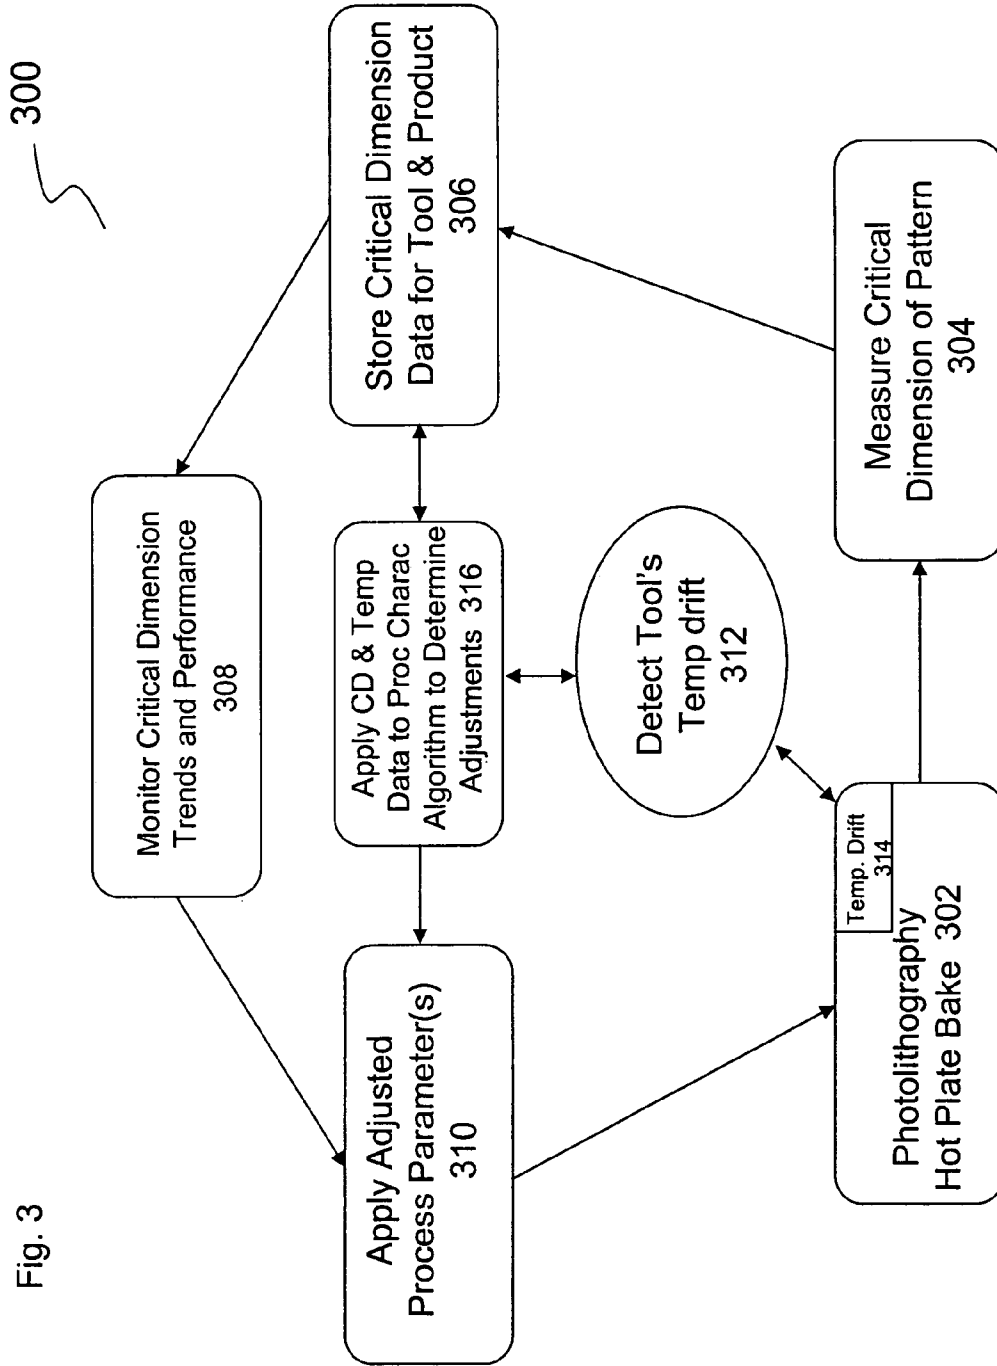 Fig. 3
300
Monitor Critical Dimension
Trends and Performance
308
Apply Adjusted
Process Parameter(s)
310
Apply CD & Temp
Data to Proc Charac
Algorithm to Determine
Adjustments 316
Store Critical Dimension
Data for Tool & Product
306
Detect Tool's
Temp drift
312
Temp. Drift
314
Photolithography
Hot Plate Bake 302
Measure Critical
Dimension of Pattern
304